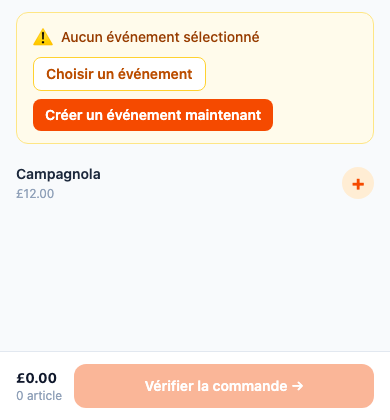 Aucun événement sélectionné
Choisir un événement
Créer un événement maintenant
Campagnola
£12.00
+
£0.00
0 article
Vérifier la commande →